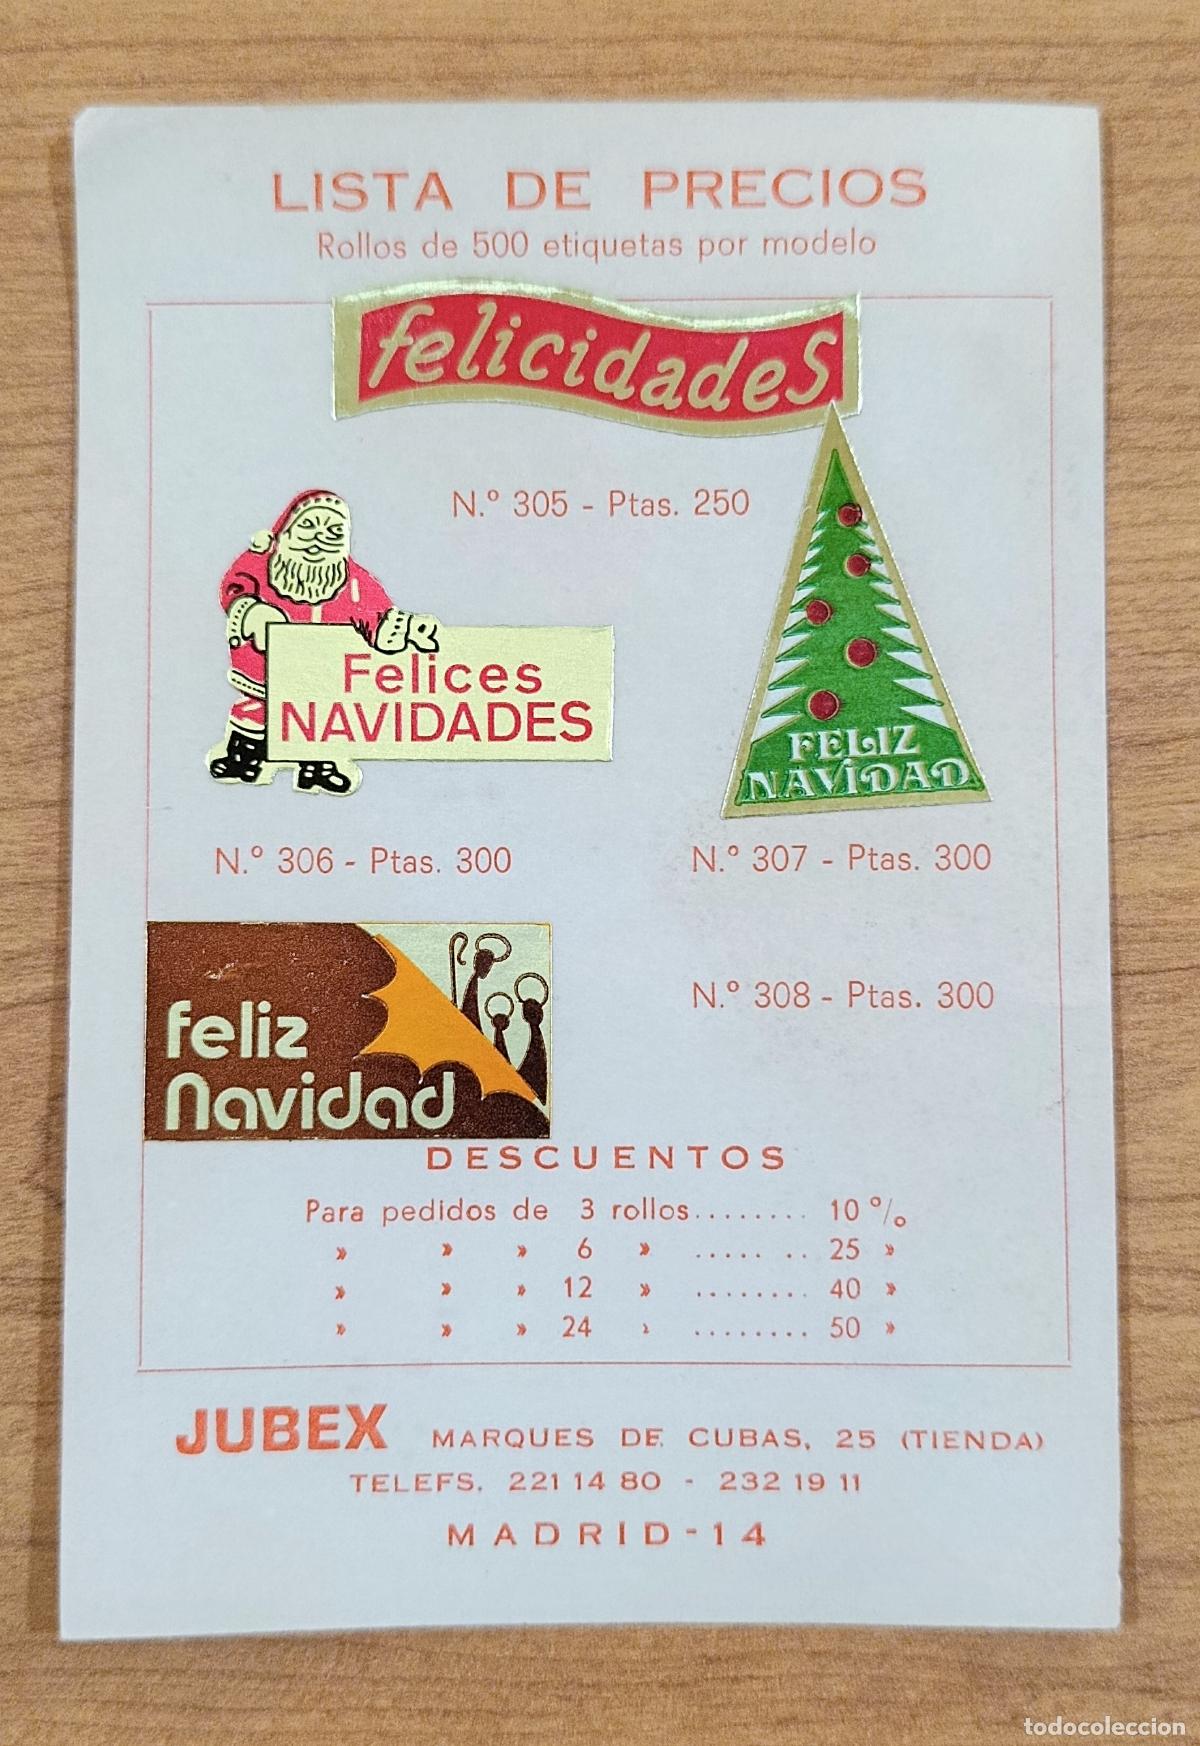 LISTA DE PRECIOS
Rollos de 500 etiquetas por modelo
felicidades
N.º 305 - Ptas. 250
Felices
NAVIDADES
FELIZ
NAVIDAD
N.º 306 - Ptas. 300
N.º 307 - Ptas. 300
feliz
Navidad
N.º 308 - Ptas. 300
DESCUENTOS
Para pedidos de 3 rollos........ 10 %
» » » 6 » ........ 25 »
» » » 12 » ........ 40 »
» » » 24 » ........ 50 »
JUBEX MARQUES DE CUBAS, 25 (TIENDA)
TELEFS. 221 14 80 - 232 19 11
MADRID-14
todocoleccion